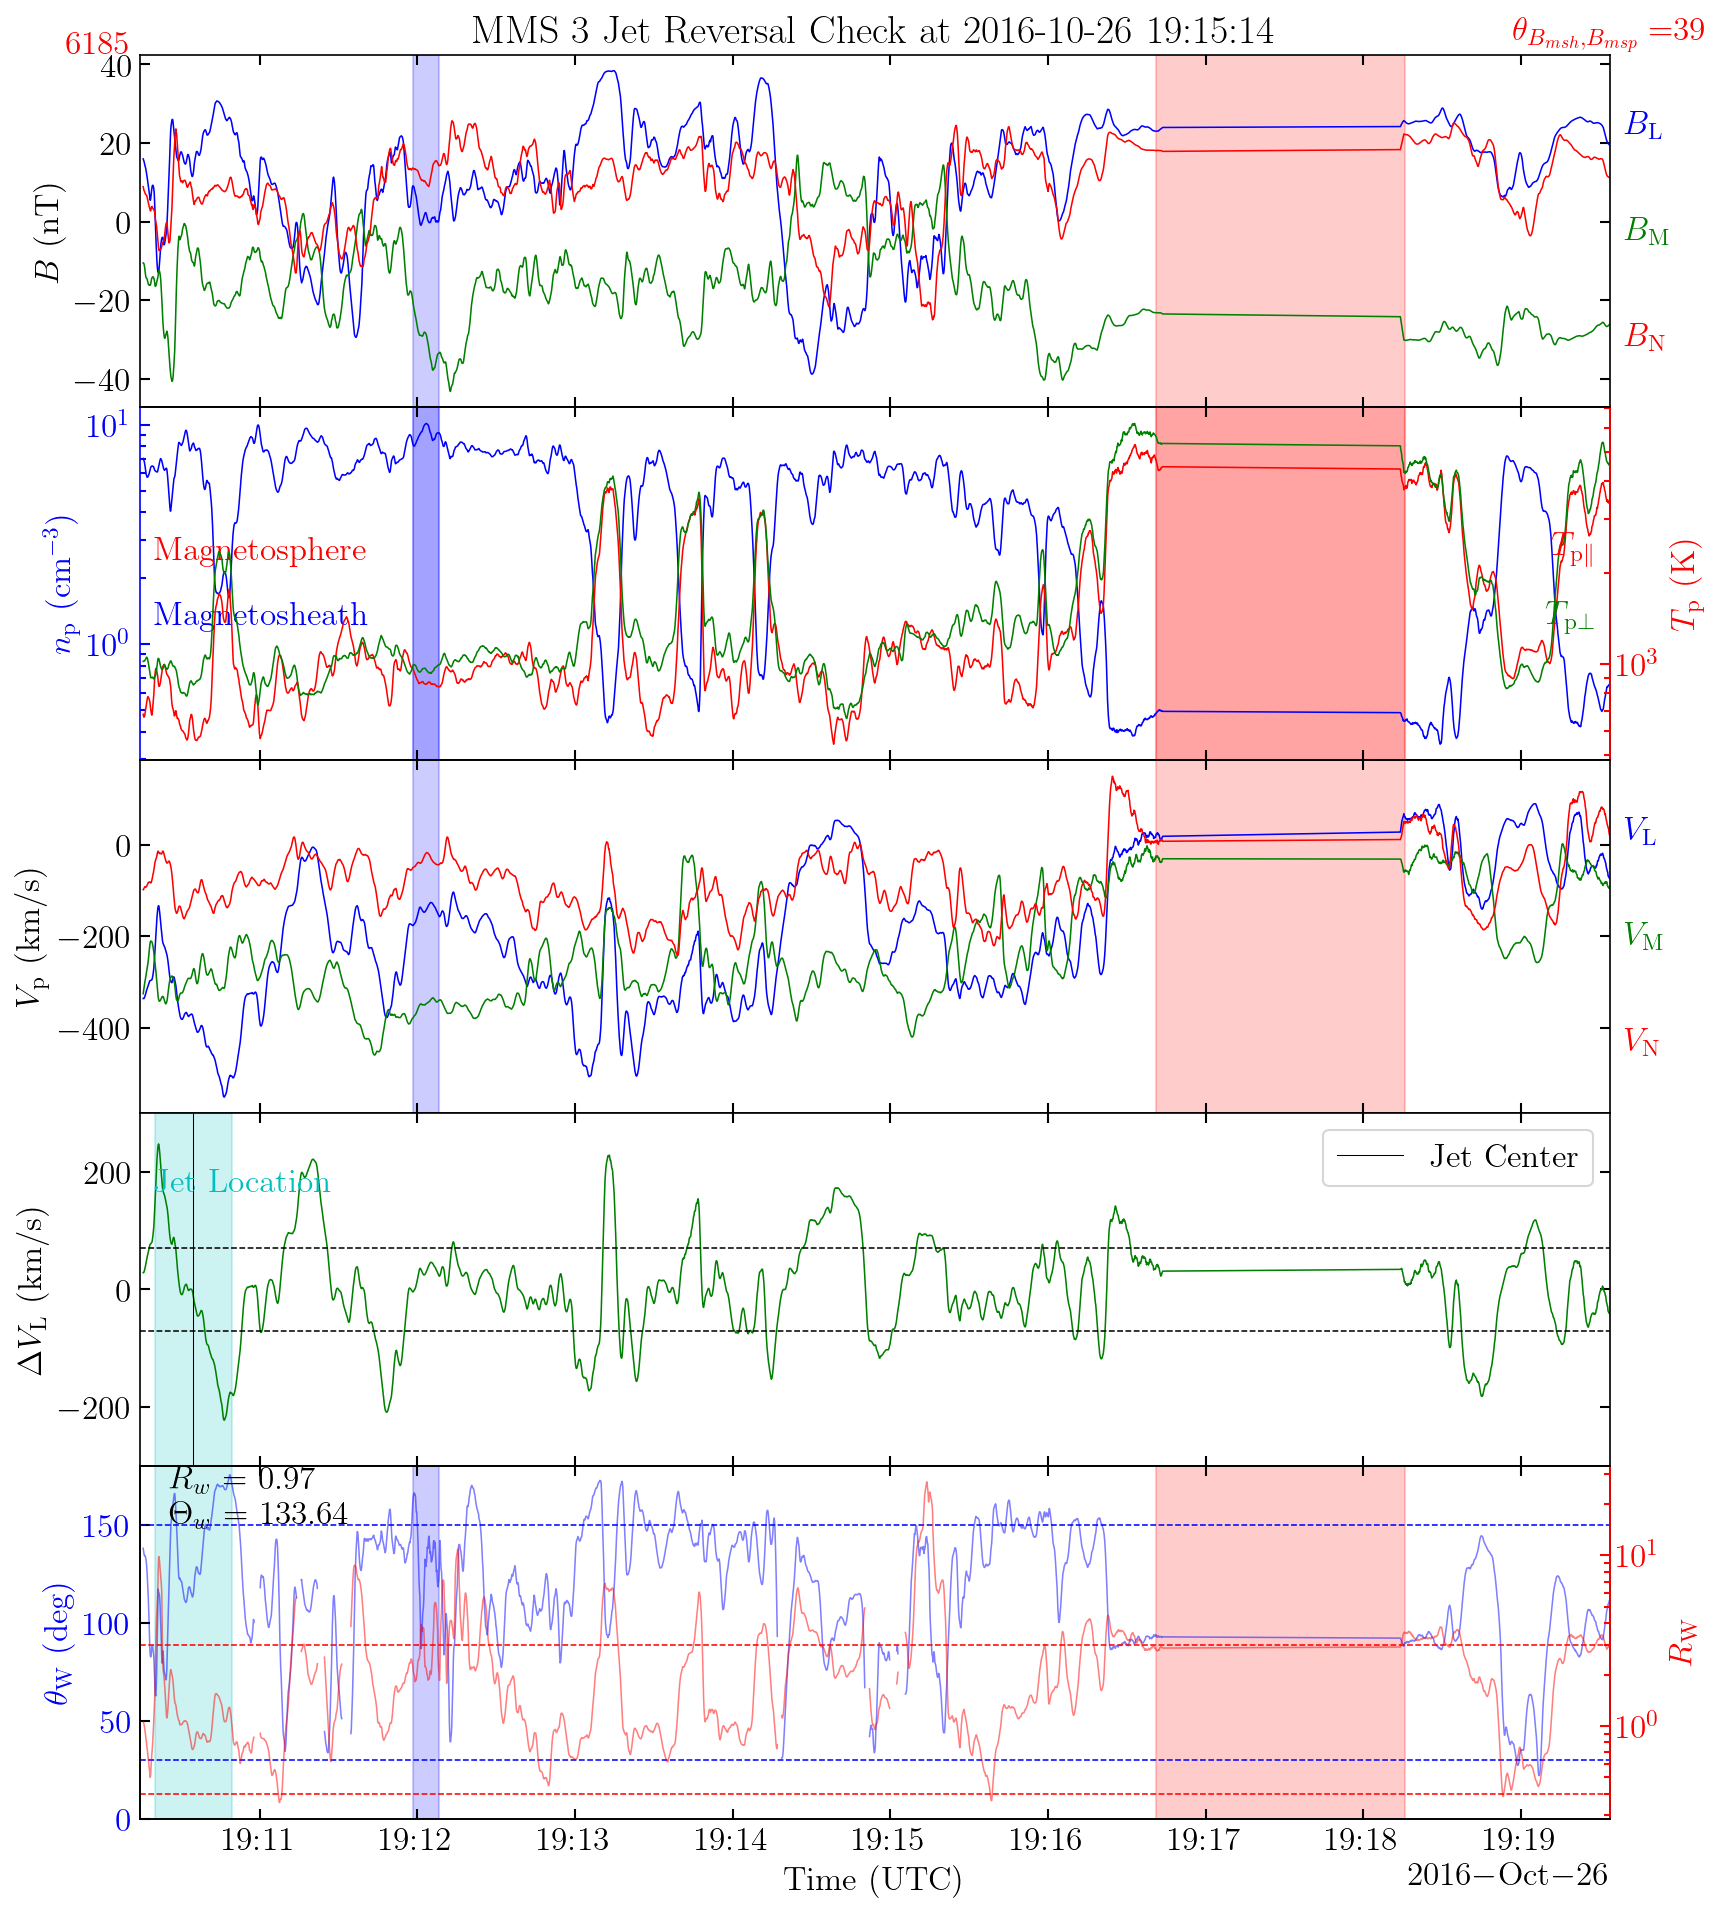 MMS 3 Jet Reversal Check at 2016-10-26 19:15:14
6185
θ_{B_{msh},B_{msp}} =39
40
20
0
−20
−40
B (nT)
B_L
B_M
B_N
10^1
10^0
n_p (cm^{−3})
Magnetosphere
Magnetosheath
T_{p∥}
T_{p⊥}
10^3
T_p (K)
0
−200
−400
V_p (km/s)
V_L
V_M
V_N
200
0
−200
ΔV_L (km/s)
Jet Location
Jet Center
R_w = 0.97
Θ_w = 133.64
150
100
50
0
θ_W (deg)
10^1
10^0
R_W
19:11 19:12 19:13 19:14 19:15 19:16 19:17 19:18 19:19
Time (UTC)
2016−Oct−26